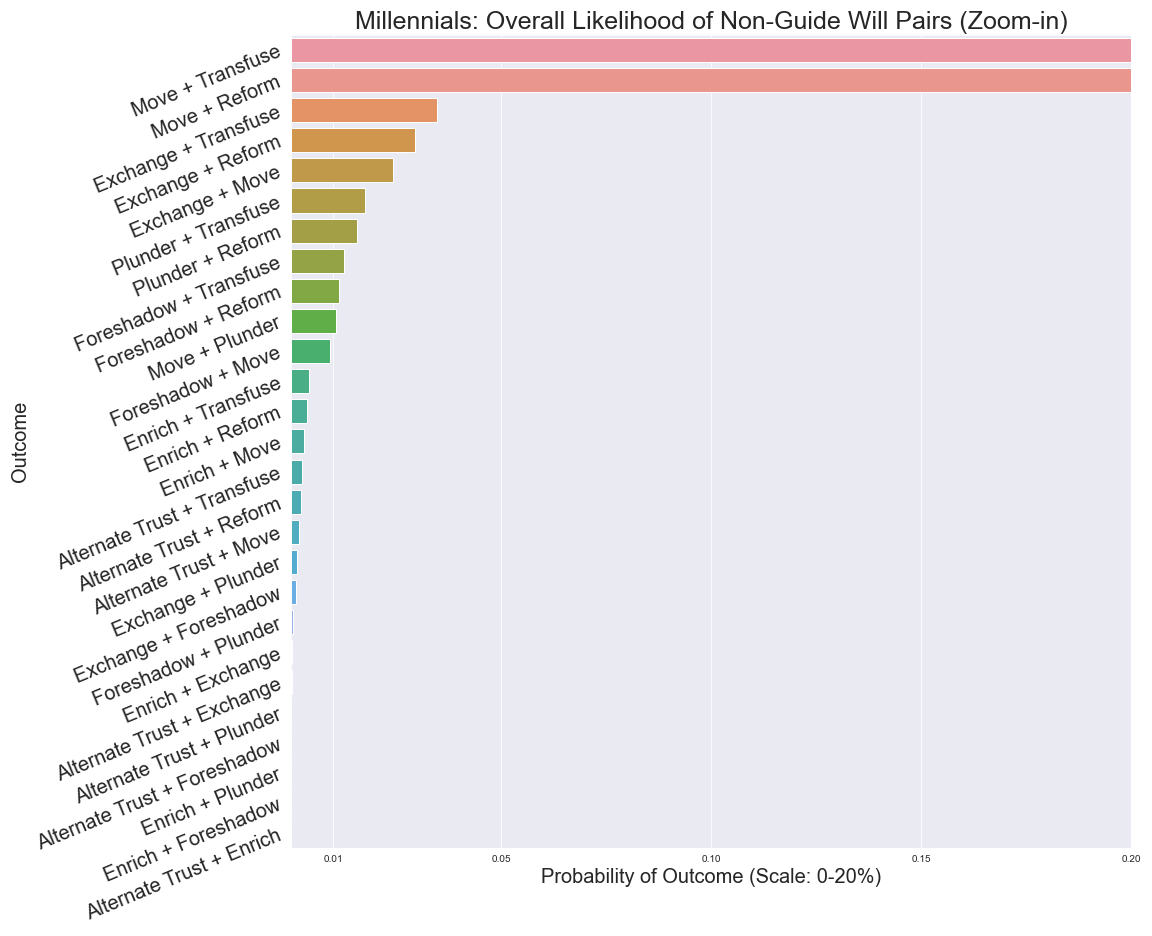 Millennials: Overall Likelihood of Non-Guide Will Pairs (Zoom-in)
Outcome
Move + Transfuse
Move + Reform
Exchange + Transfuse
Exchange + Reform
Exchange + Move
Plunder + Transfuse
Plunder + Reform
Foreshadow + Transfuse
Foreshadow + Reform
Move + Plunder
Foreshadow + Move
Enrich + Transfuse
Enrich + Reform
Enrich + Move
Alternate Trust + Transfuse
Alternate Trust + Reform
Alternate Trust + Move
Exchange + Plunder
Exchange + Foreshadow
Foreshadow + Plunder
Enrich + Exchange
Alternate Trust + Exchange
Alternate Trust + Plunder
Alternate Trust + Foreshadow
Enrich + Plunder
Enrich + Foreshadow
Alternate Trust + Enrich
0.01 0.05 0.10 0.15 0.20
Probability of Outcome (Scale: 0-20%)